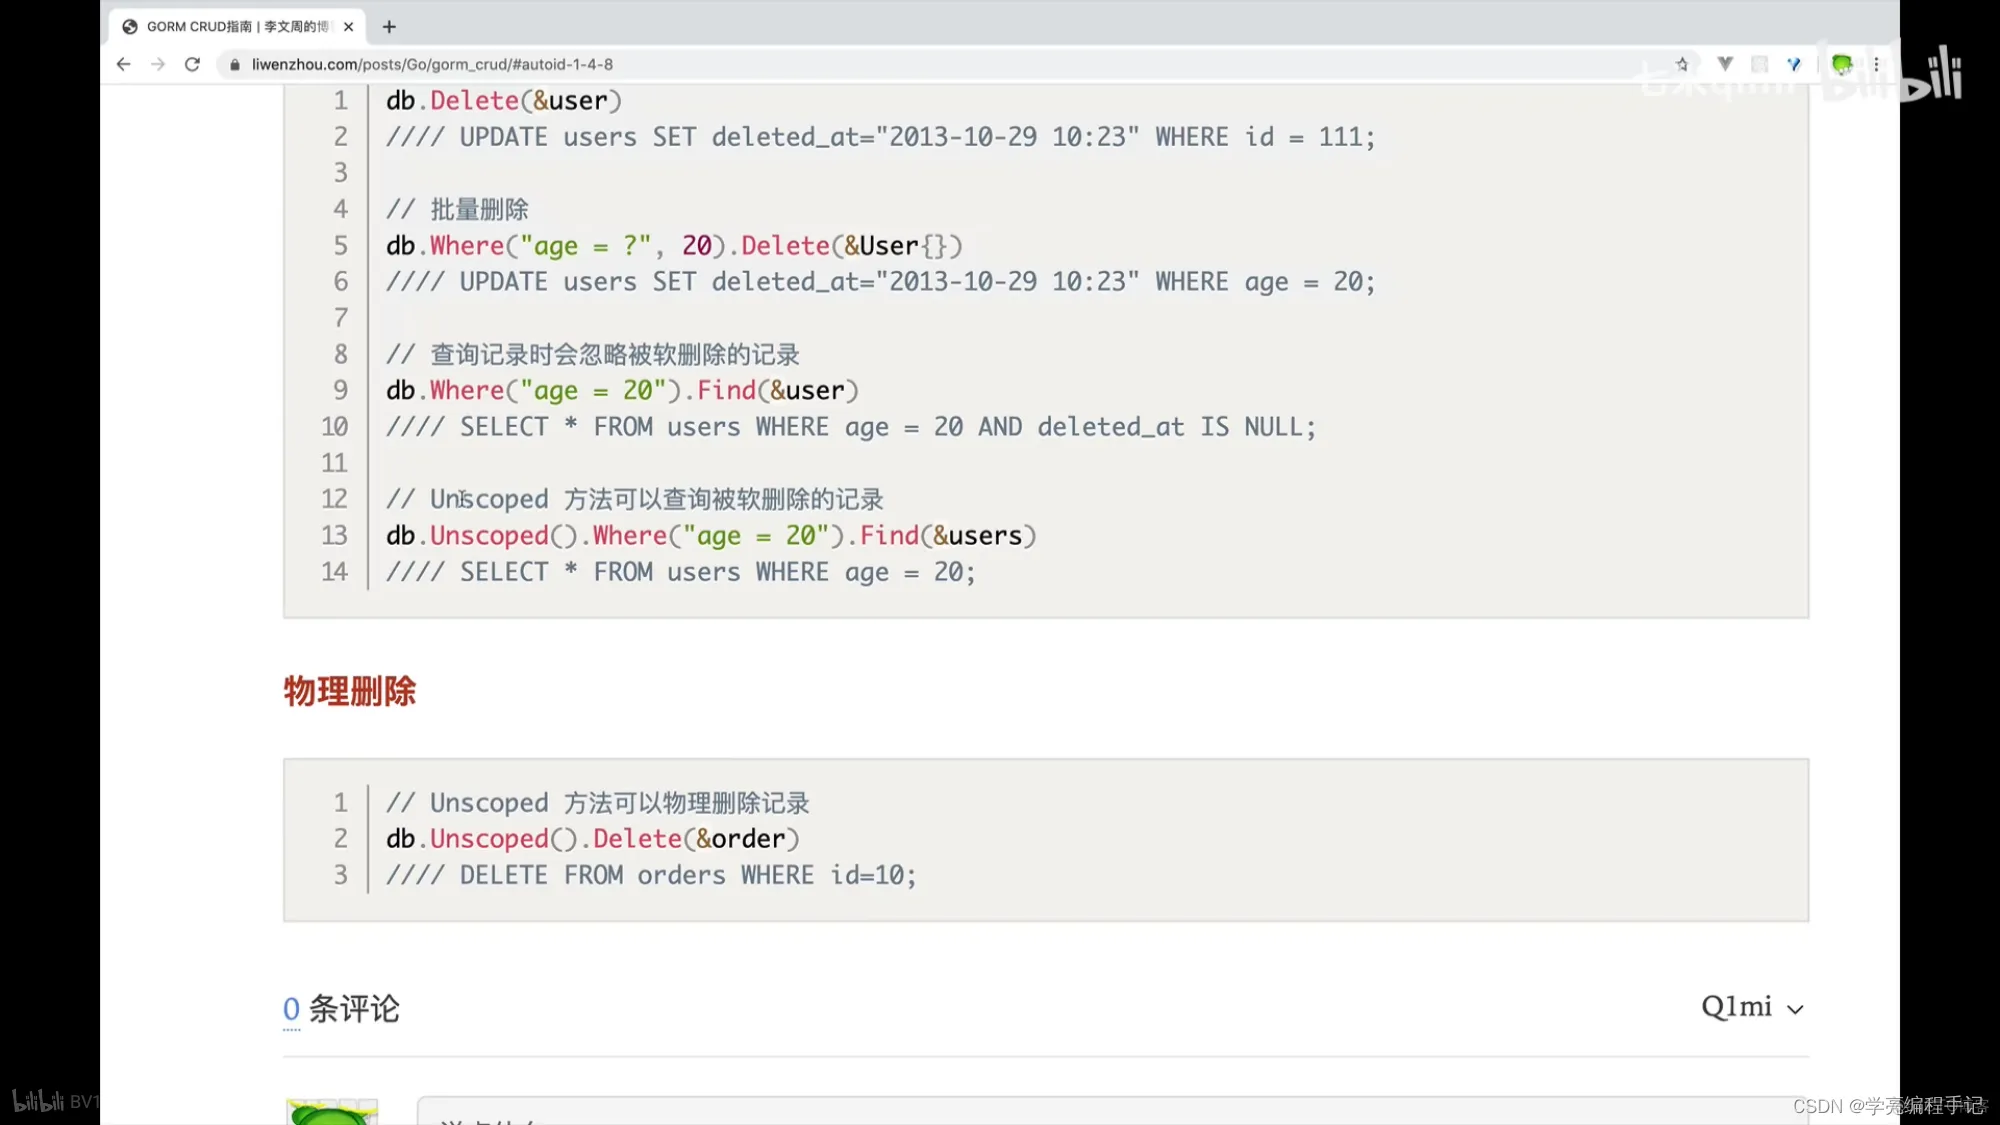 GORM CRUD指南 | 李文周的博
liwenzhou.com/posts/Go/gorm_crud/#autoid-1-4-8
bilibili
1 db.Delete(&user)
2 //// UPDATE users SET deleted_at="2013-10-29 10:23" WHERE id = 111;
3
4 // 批量删除
5 db.Where("age = ?", 20).Delete(&User{})
6 //// UPDATE users SET deleted_at="2013-10-29 10:23" WHERE age = 20;
7
8 // 查询记录时会忽略被软删除的记录
9 db.Where("age = 20").Find(&user)
10 //// SELECT * FROM users WHERE age = 20 AND deleted_at IS NULL;
11
12 // Unscoped 方法可以查询被软删除的记录
13 db.Unscoped().Where("age = 20").Find(&users)
14 //// SELECT * FROM users WHERE age = 20;
物理删除
1 // Unscoped 方法可以物理删除记录
2 db.Unscoped().Delete(&order)
3 //// DELETE FROM orders WHERE id=10;
0 条评论
Q1mi
bilibili BV1
CSDN @学亮编程手记